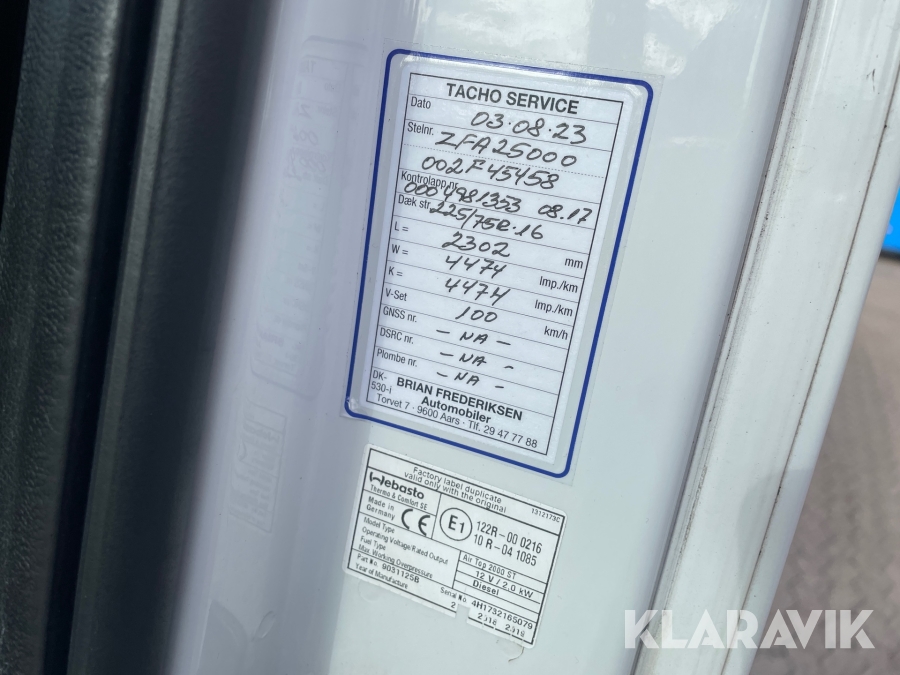 TACHO SERVICE
Dato 03·08·23
Stelnr. ZFA25000
002F45458
Kontrolapp.nr. 0004981353 08.17
Dæk str. 225/75R·16
L = 2302 mm
W = 4474 Imp./km
K = 4474 Imp./km
V-Set 100 km/h
GNSS nr. - NA -
DSRC nr. - NA -
Plombe nr. - NA -
DK-530-i
BRIAN FREDERIKSEN
Automobiler
Torvet 7 · 9600 Aars · Tlf. 29 47 77 88
Webasto
Thermo & Comfort SE
Factory label duplicate
valid only with the original
1312173C
Made in
Germany
CE
E1
122R-00 0216
10 R-04 1085
Model Type Air Top 2000 ST
Operating Voltage/Rated Output 12 V / 2,0 kW
Fuel Type Diesel
Max. Working Overpressure
Part No 9031125B Serial No 4H1732165079
Year of Manufacture
KLARAVIK